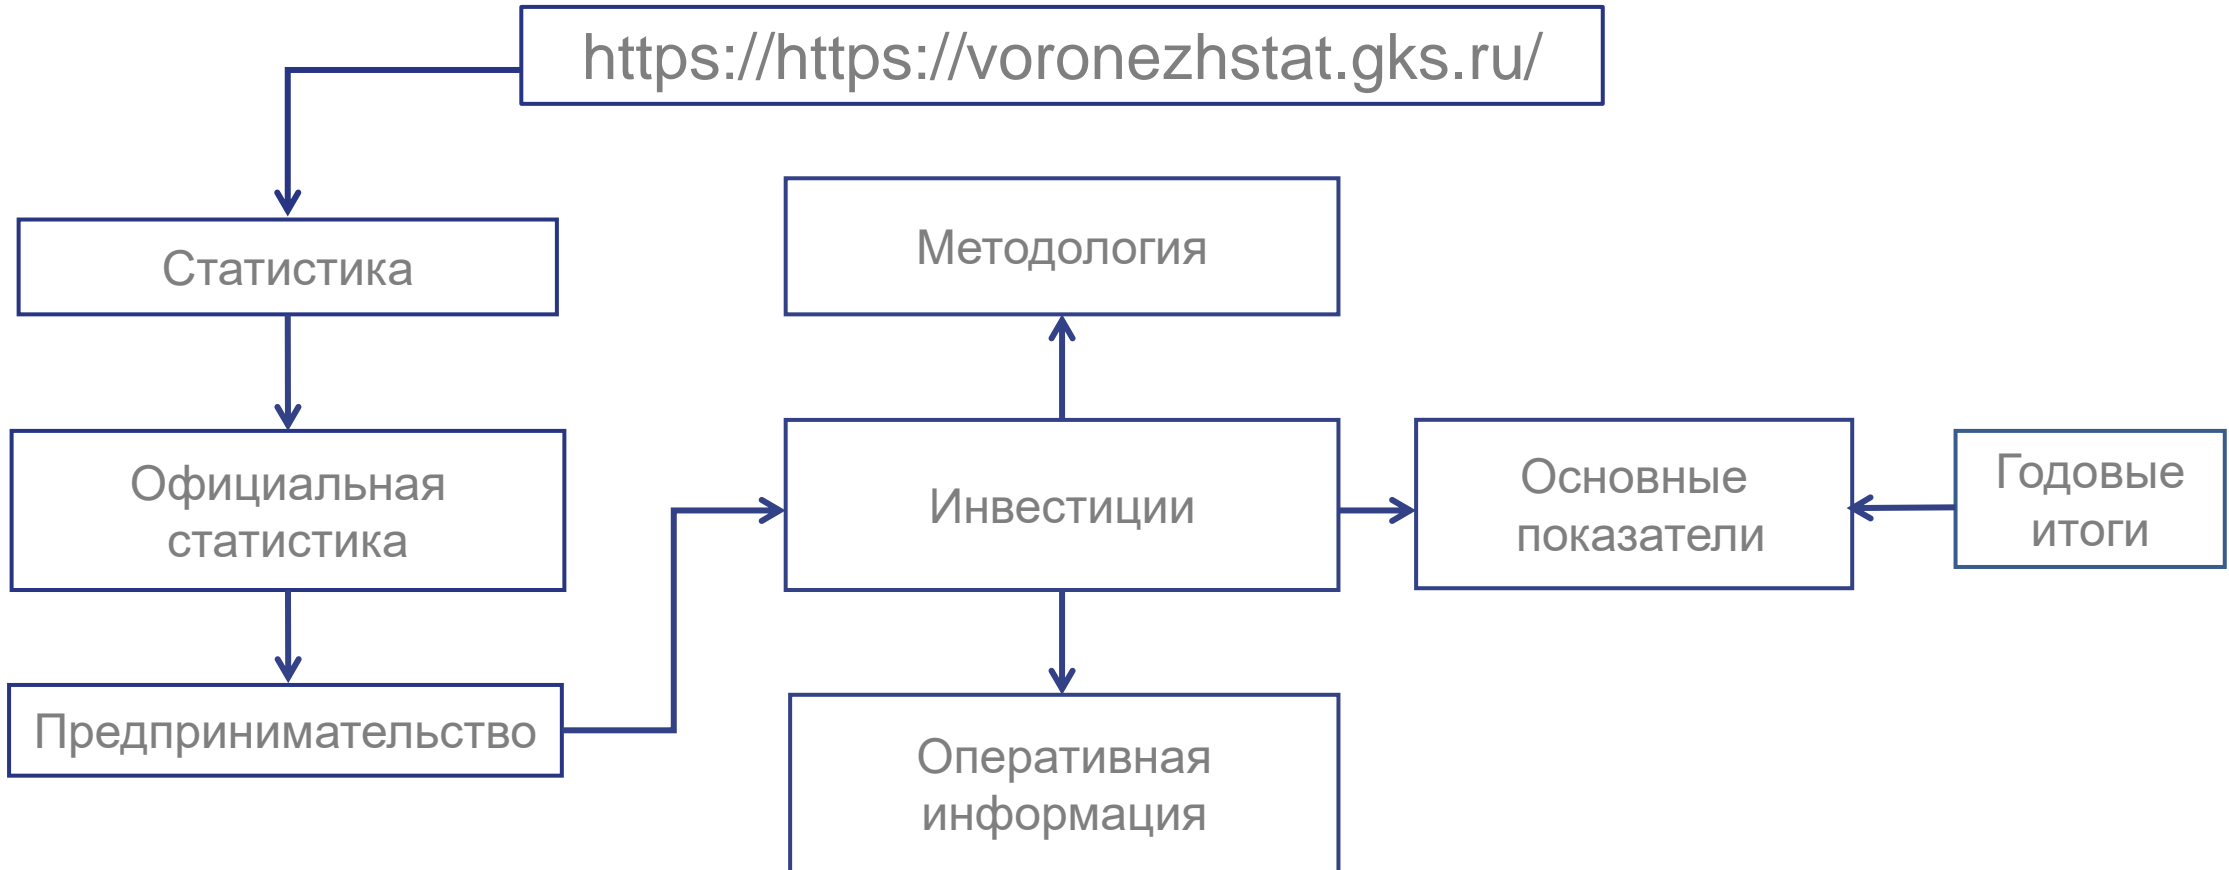 https://https://voronezhstat.gks.ru/
Статистика
Методология
Официальная
статистика
Инвестиции
Основные
показатели
Годовые
итоги
Предпринимательство
Оперативная
информация